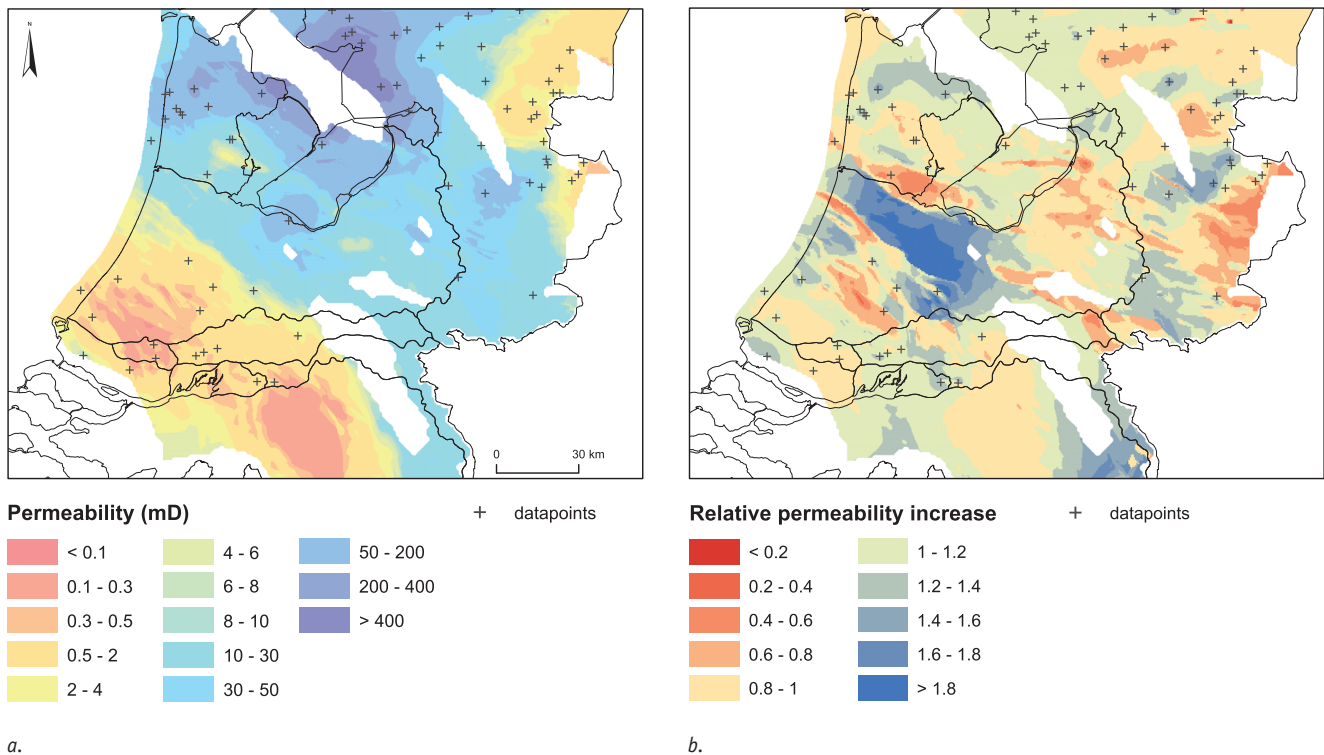 N
0 30 km
Permeability (mD)
+ datapoints
< 0.1
0.1 - 0.3
0.3 - 0.5
0.5 - 2
2 - 4
4 - 6
6 - 8
8 - 10
10 - 30
30 - 50
50 - 200
200 - 400
> 400
a.
Relative permeability increase
+ datapoints
< 0.2
0.2 - 0.4
0.4 - 0.6
0.6 - 0.8
0.8 - 1
1 - 1.2
1.2 - 1.4
1.4 - 1.6
1.6 - 1.8
> 1.8
b.